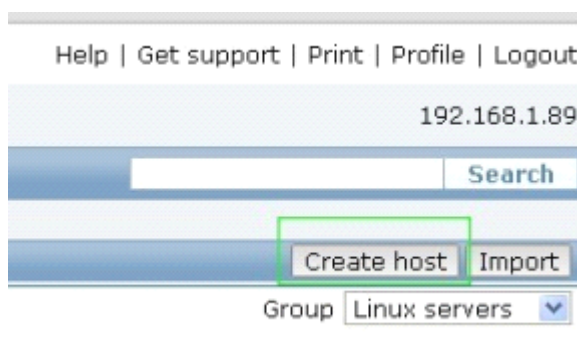 Help | Get support | Print | Profile | Logout
192.168.1.89
Search
Create host Import
Group Linux servers